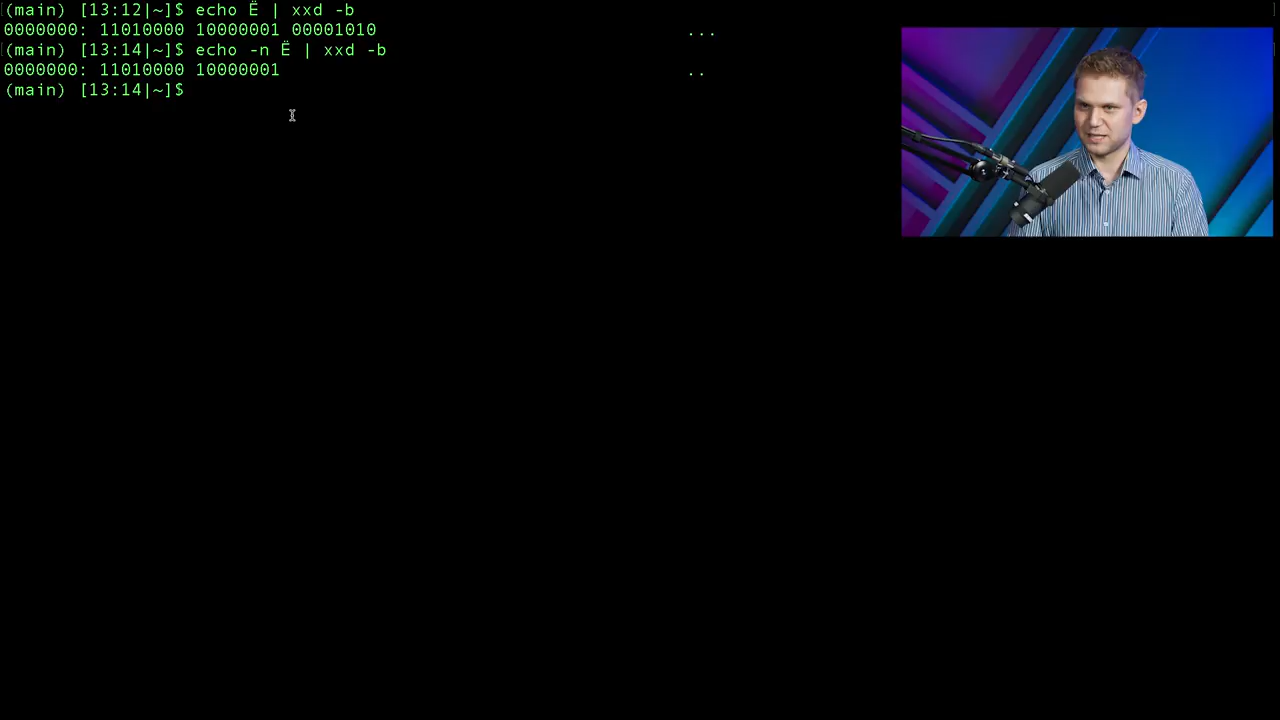 (main) [13:12|~]$ echo Ё | xxd -b
0000000: 11010000 10000001 00001010 ...
(main) [13:14|~]$ echo -n Ё | xxd -b
0000000: 11010000 10000001 ..
(main) [13:14|~]$